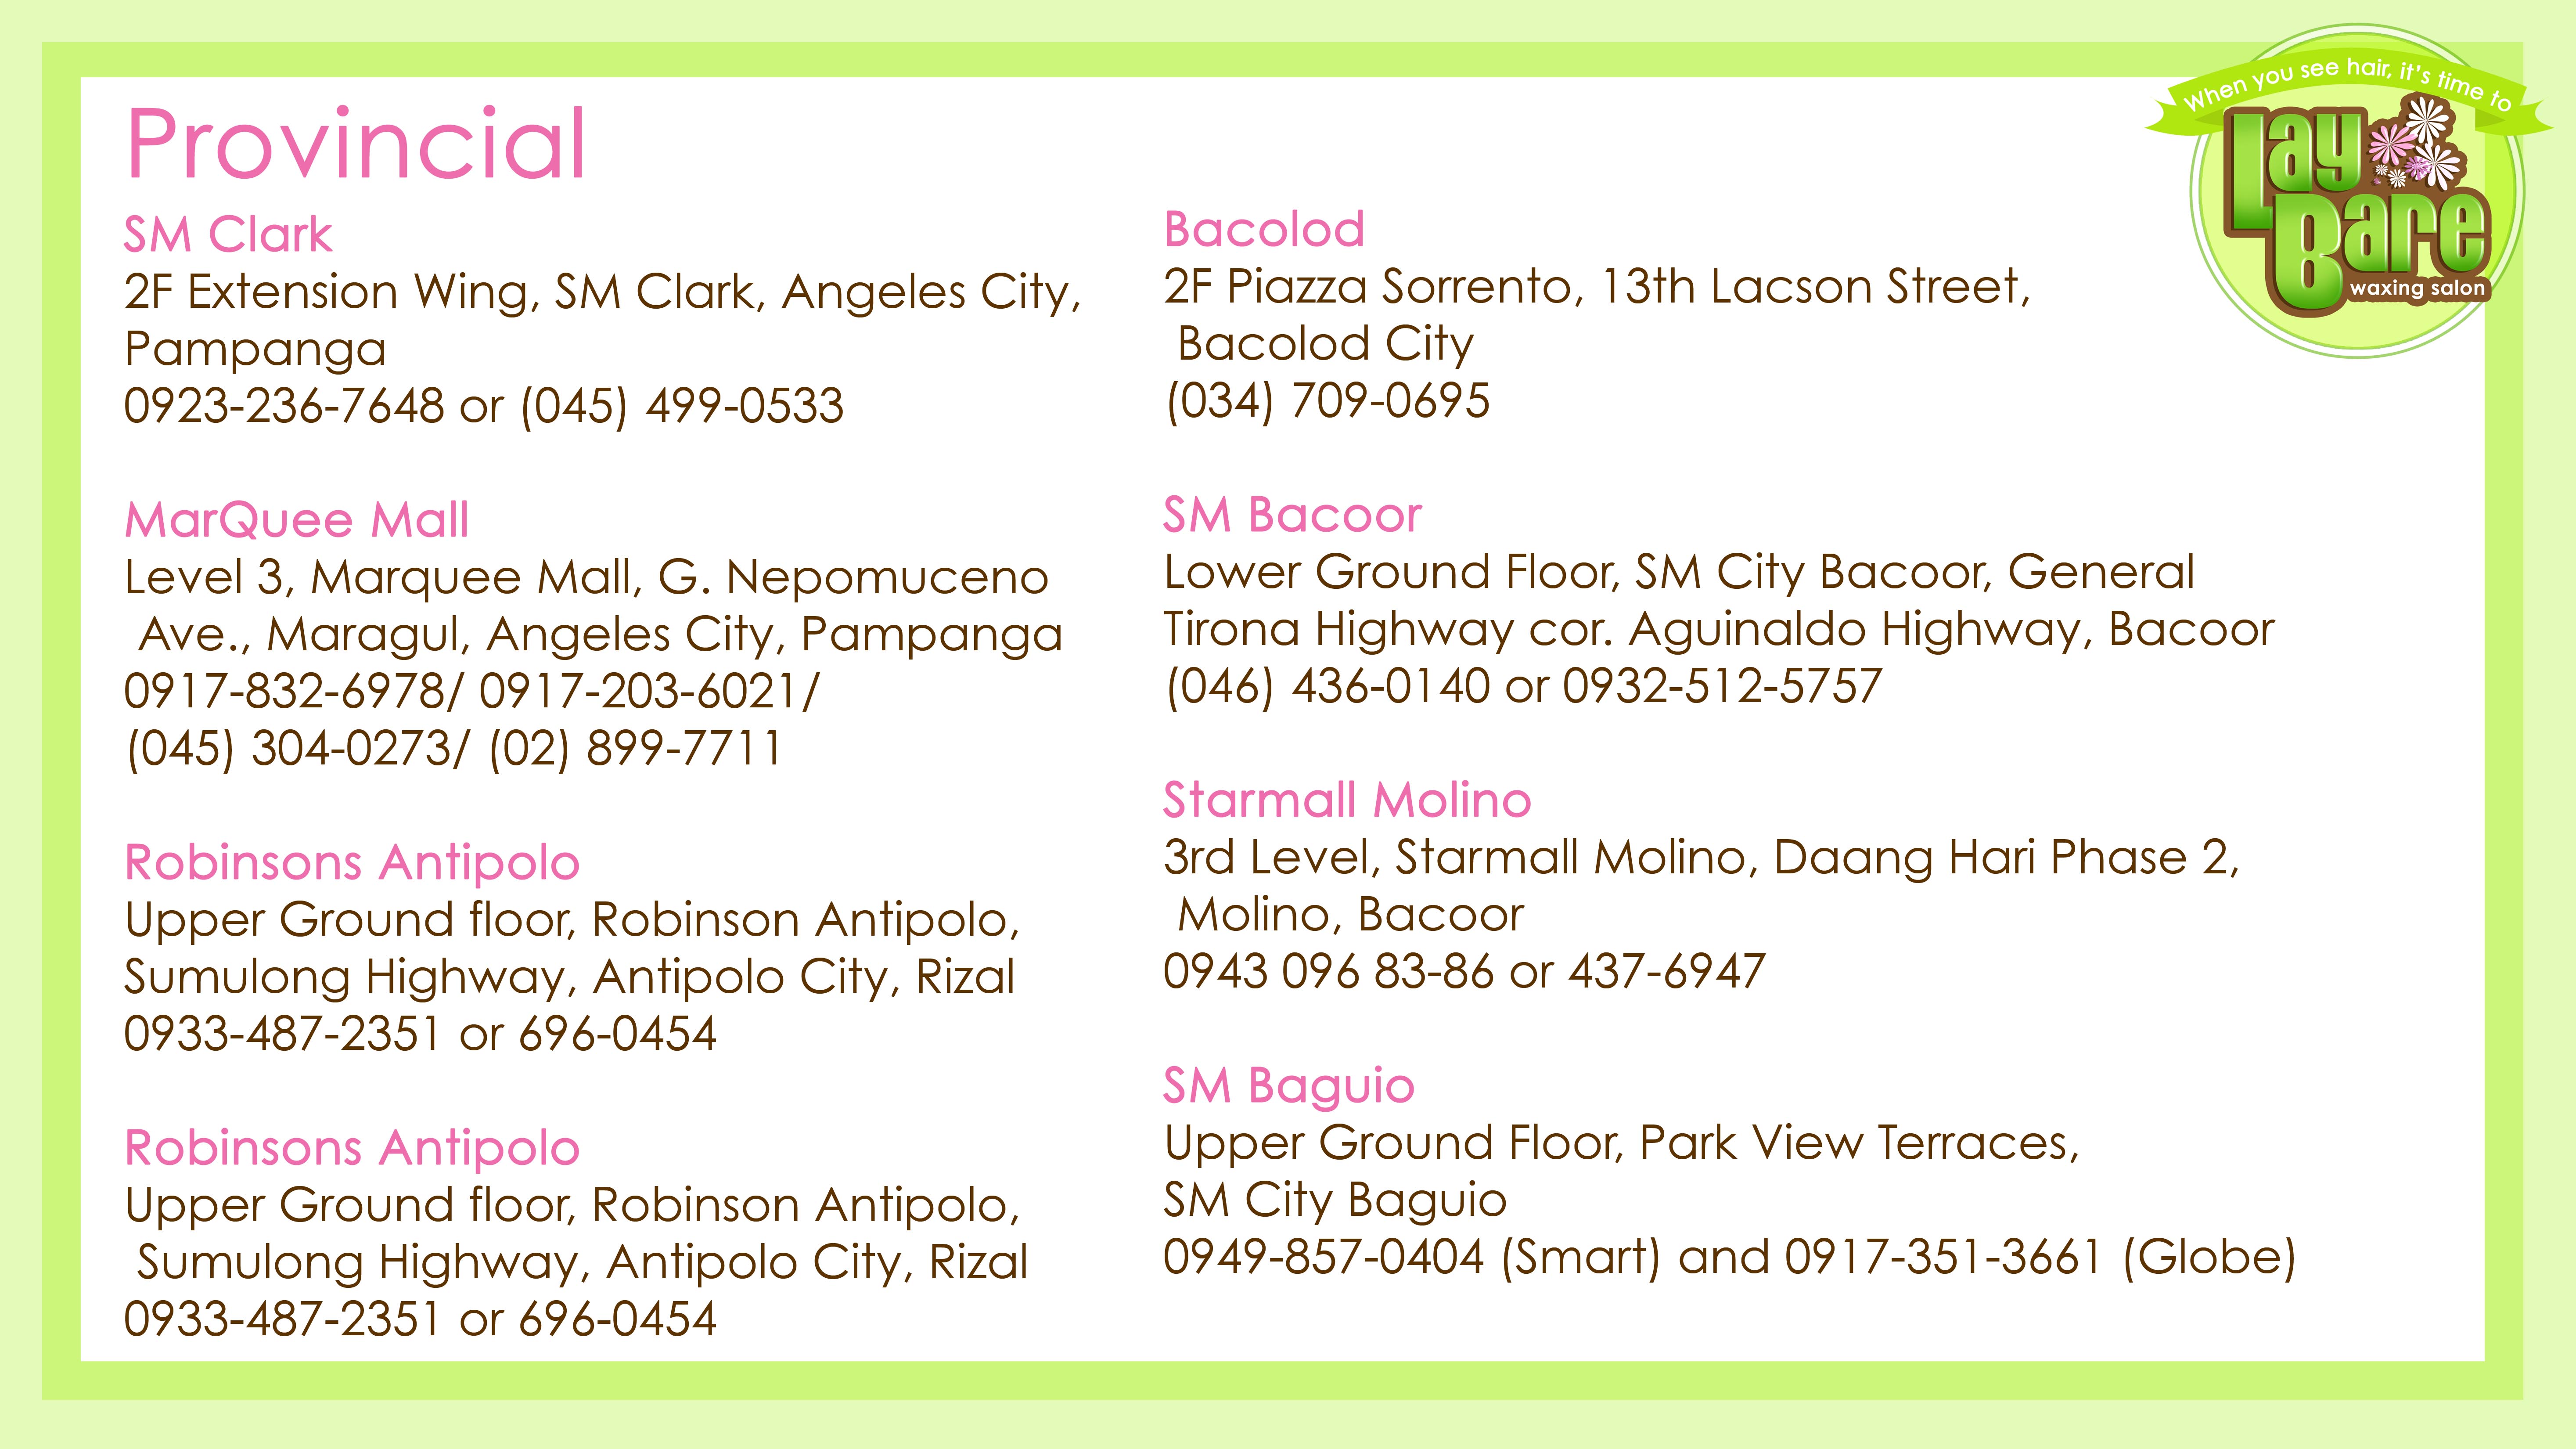 Provincial
SM Clark
2F Extension Wing, SM Clark, Angeles City,
Pampanga
0923-236-7648 or (045) 499-0533
MarQuee Mall
Level 3, Marquee Mall, G. Nepomuceno
Ave., Maragul, Angeles City, Pampanga
0917-832-6978/ 0917-203-6021/
(045) 304-0273/ (02) 899-7711
Robinsons Antipolo
Upper Ground floor, Robinson Antipolo,
Sumulong Highway, Antipolo City, Rizal
0933-487-2351 or 696-0454
Robinsons Antipolo
Upper Ground floor, Robinson Antipolo,
Sumulong Highway, Antipolo City, Rizal
0933-487-2351 or 696-0454
Bacolod
2F Piazza Sorrento, 13th Lacson Street,
Bacolod City
(034) 709-0695
SM Bacoor
Lower Ground Floor, SM City Bacoor, General
Tirona Highway cor. Aguinaldo Highway, Bacoor
(046) 436-0140 or 0932-512-5757
Starmall Molino
3rd Level, Starmall Molino, Daang Hari Phase 2,
Molino, Bacoor
0943 096 83-86 or 437-6947
SM Baguio
Upper Ground Floor, Park View Terraces,
SM City Baguio
0949-857-0404 (Smart) and 0917-351-3661 (Globe)
When you see hair, it's time to
Lay
Bare
waxing salon